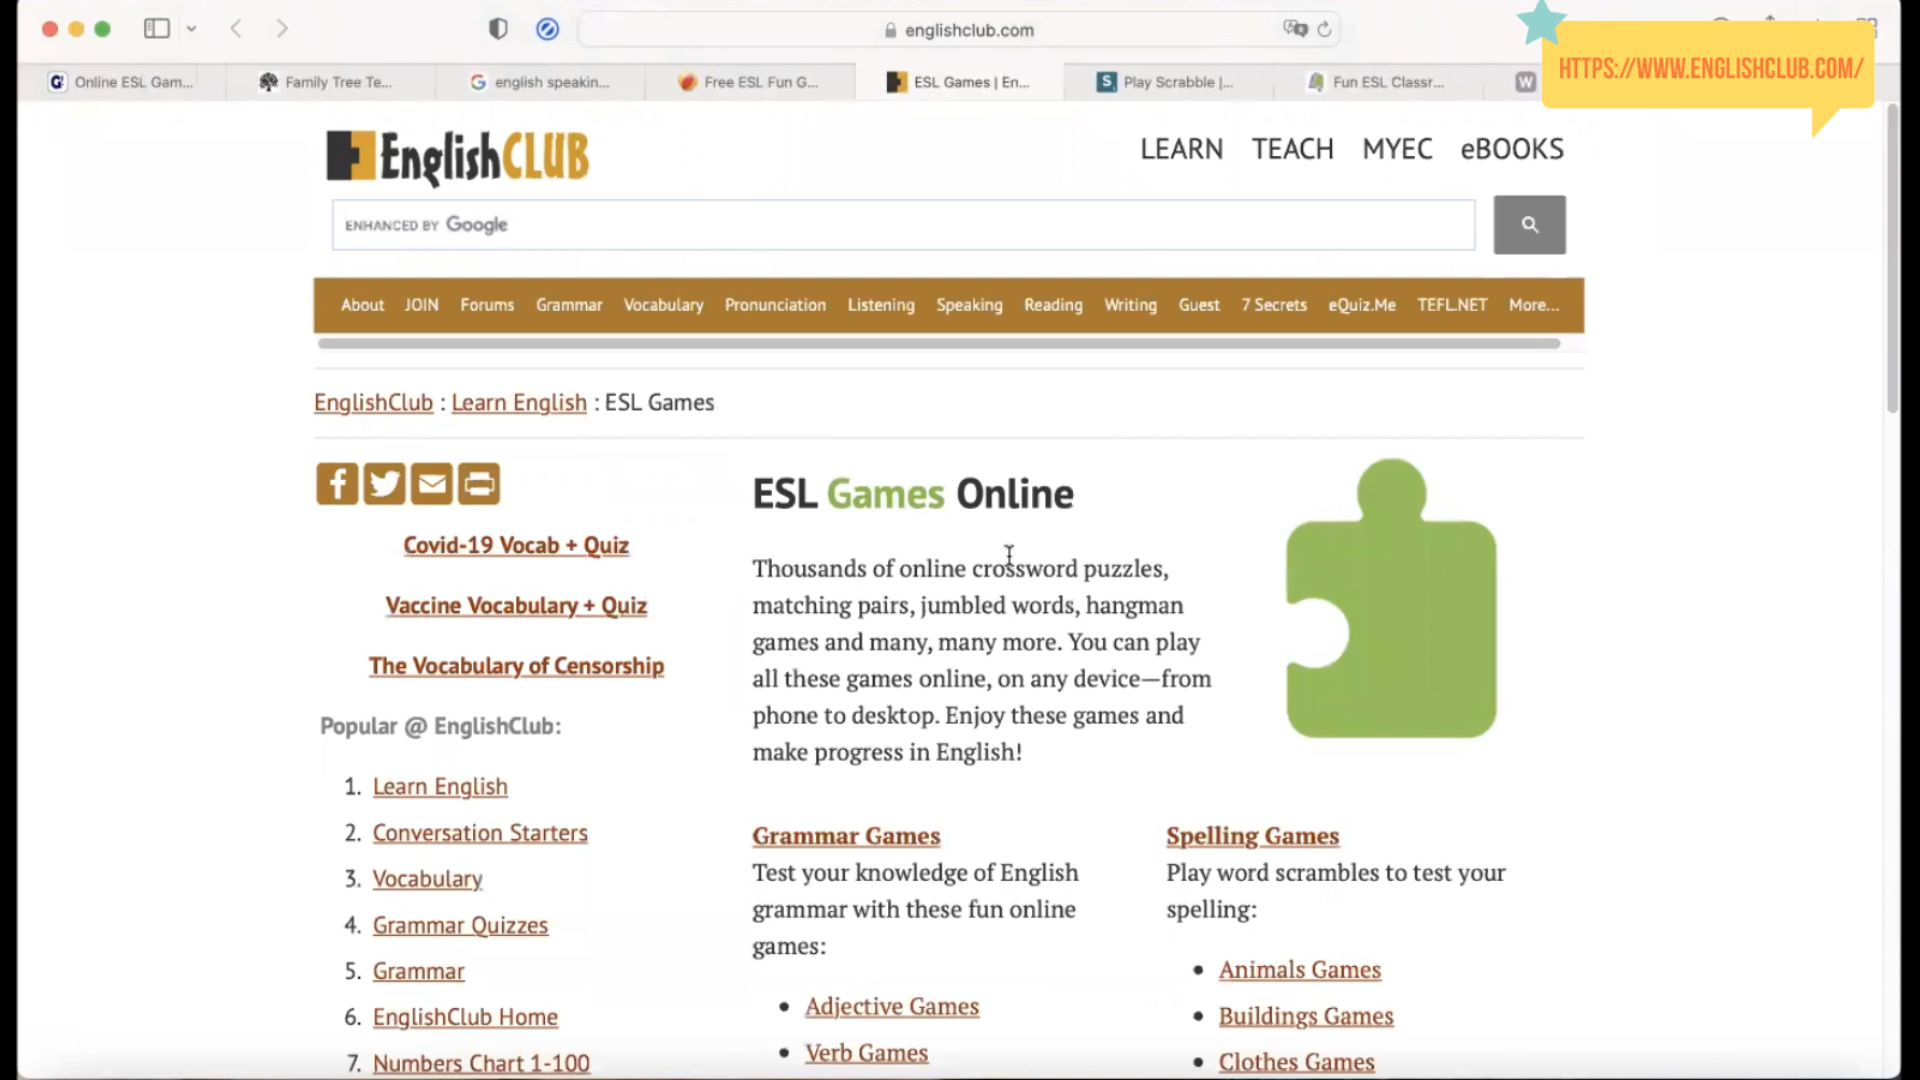 englishclub.com
HTTPS://WWW.ENGLISHCLUB.COM/
Online ESL Gam...
Family Tree Te...
english speakin...
Free ESL Fun G...
ESL Games | En...
Play Scrabble |...
Fun ESL Classr...
W
EnglishCLUB
LEARN TEACH MYEC eBOOKS
ENHANCED BY Google
About JOIN Forums Grammar Vocabulary Pronunciation Listening Speaking Reading Writing Guest 7 Secrets eQuiz.Me TEFL.NET More...
EnglishClub : Learn English : ESL Games
Covid-19 Vocab + Quiz
Vaccine Vocabulary + Quiz
The Vocabulary of Censorship
Popular @ EnglishClub:
1. Learn English
2. Conversation Starters
3. Vocabulary
4. Grammar Quizzes
5. Grammar
6. EnglishClub Home
7. Numbers Chart 1-100
ESL Games Online
Thousands of online crossword puzzles,
matching pairs, jumbled words, hangman
games and many, many more. You can play
all these games online, on any device—from
phone to desktop. Enjoy these games and
make progress in English!
Grammar Games
Test your knowledge of English
grammar with these fun online
games:
• Adjective Games
• Verb Games
Spelling Games
Play word scrambles to test your
spelling:
• Animals Games
• Buildings Games
• Clothes Games